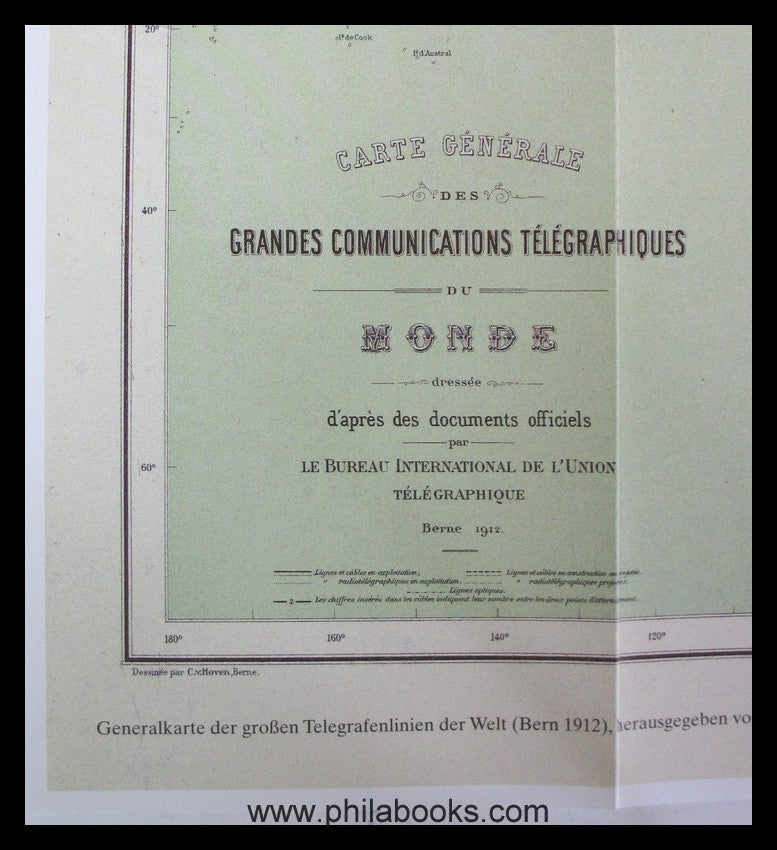 20°
Iˢ de Cook
Iˢ d'Austral
CARTE GÉNÉRALE
DES
40°
GRANDES COMMUNICATIONS TÉLÉGRAPHIQUES
DU
MONDE
dressée
d'après des documents officiels
par
60°
LE BUREAU INTERNATIONAL DE L'UNION
TÉLÉGRAPHIQUE
Berne 1912.
Lignes et câbles en exploitation; Lignes et câbles en construction ou projetés.
" radiotélégraphiques en exploitation. " radiotélégraphiques projetées.
Lignes optiques.
2 Les chiffres insérés dans les câbles indiquent leur nombre entre les deux points d'atterrissement.
180° 160° 140° 120°
Dessinée par C.v.Hoven, Berne.
Generalkarte der großen Telegrafenlinien der Welt (Bern 1912), herausgegeben vo
www.philabooks.com